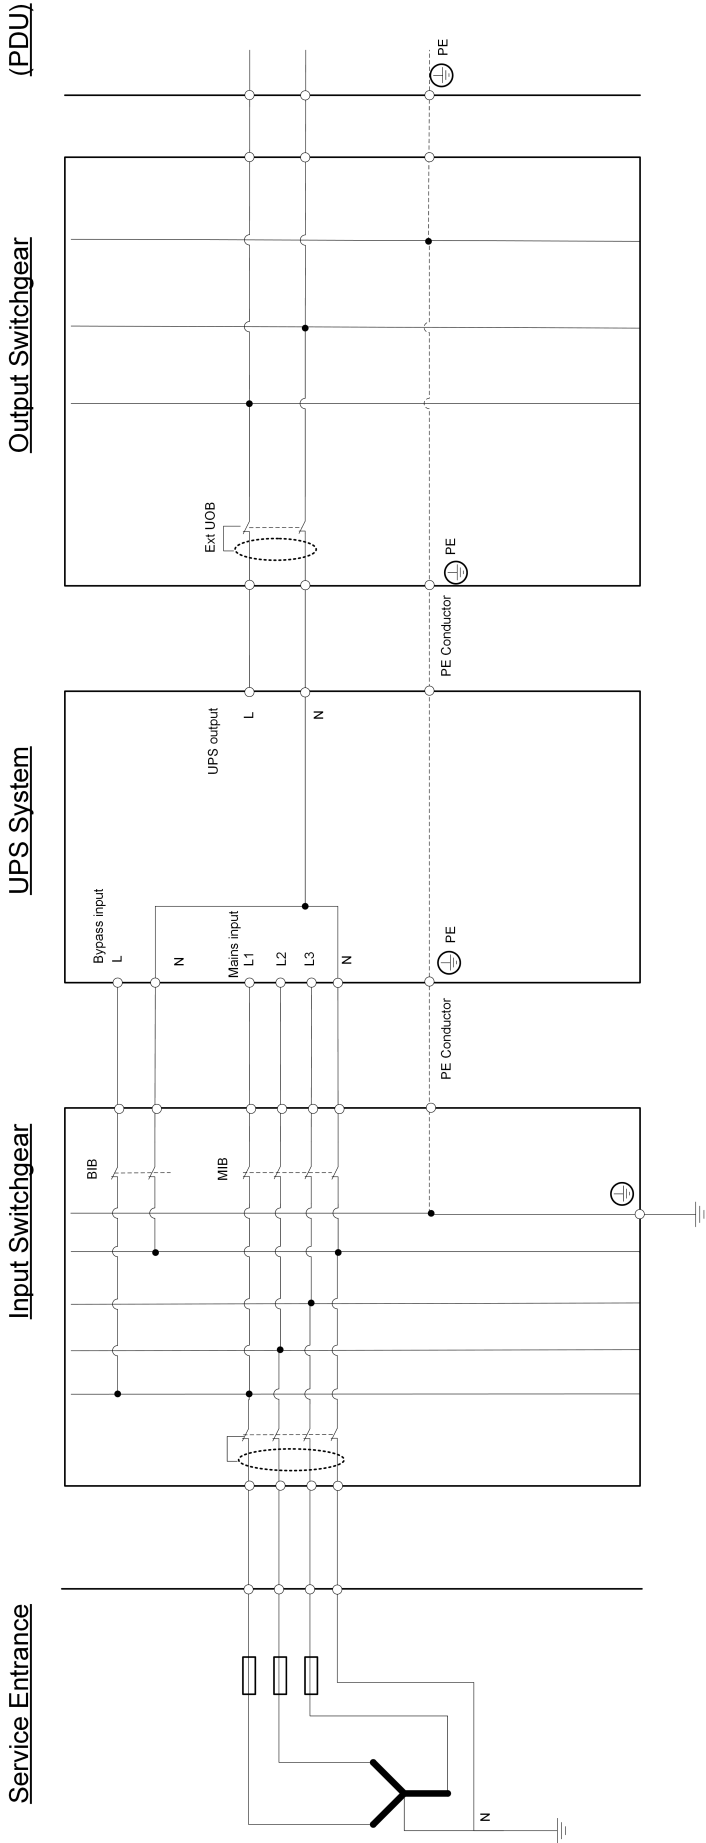 Service Entrance
Input Switchgear
UPS System
Output Switchgear
(PDU)
N
BIB
MIB
PE Conductor
Bypass input
L
N
Mains input
L1
L2
L3
N
PE
UPS output
L
N
PE Conductor
PE
Ext UOB
PE